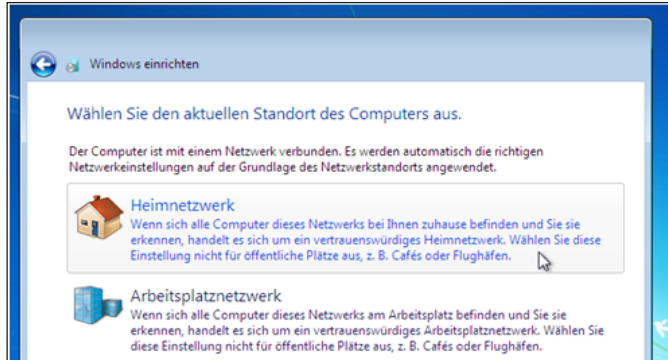 Windows einrichten
Wählen Sie den aktuellen Standort des Computers aus.
Der Computer ist mit einem Netzwerk verbunden. Es werden automatisch die richtigen
Netzwerkeinstellungen auf der Grundlage des Netzwerkstandorts angewendet.
Heimnetzwerk
Wenn sich alle Computer dieses Netzwerks bei Ihnen zuhause befinden und Sie sie
erkennen, handelt es sich um ein vertrauenswürdiges Heimnetzwerk. Wählen Sie diese
Einstellung nicht für öffentliche Plätze aus, z. B. Cafés oder Flughäfen.
Arbeitsplatznetzwerk
Wenn sich alle Computer dieses Netzwerks am Arbeitsplatz befinden und Sie sie
erkennen, handelt es sich um ein vertrauenswürdiges Arbeitsplatznetzwerk. Wählen Sie
diese Einstellung nicht für öffentliche Plätze aus, z. B. Cafés oder Flughäfen.